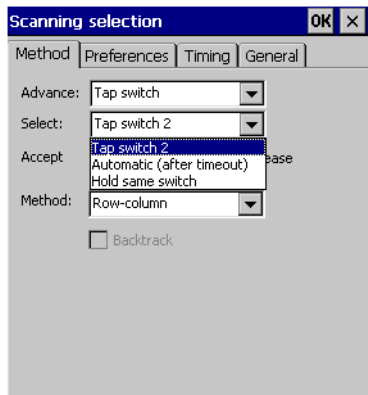 Scanning selection OK
Method Preferences Timing General
Advance: Tap switch
Select: Tap switch 2
Tap switch 2
Accept
Automatic (after timeout)
Hold same switch
Method: Row-column
Backtrack